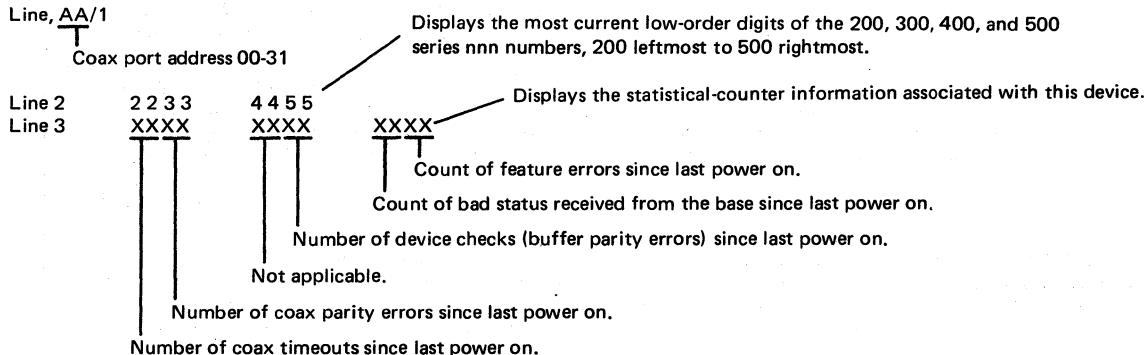 Line, AA/1
Coax port address 00-31
Displays the most current low-order digits of the 200, 300, 400, and 500
series nnn numbers, 200 leftmost to 500 rightmost.
Line 2 2 2 3 3 4 4 5 5
Displays the statistical-counter information associated with this device.
Line 3 XXXX XXXX XXXX
Count of feature errors since last power on.
Count of bad status received from the base since last power on.
Number of device checks (buffer parity errors) since last power on.
Not applicable.
Number of coax parity errors since last power on.
Number of coax timeouts since last power on.